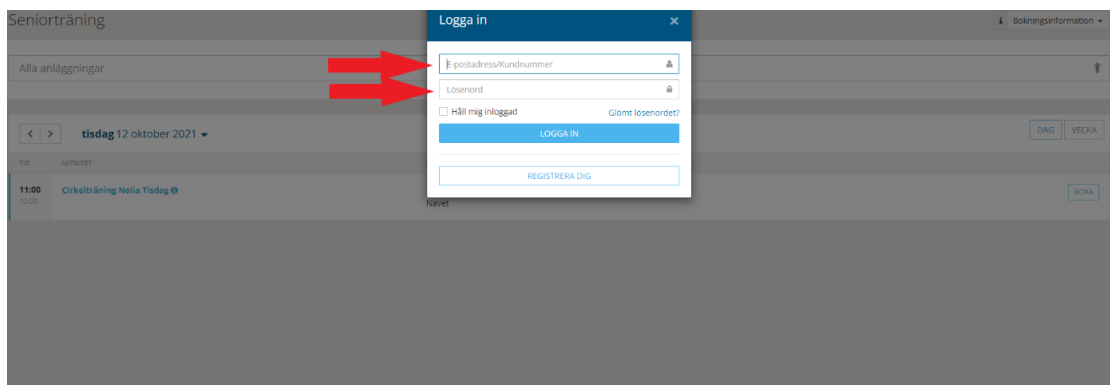 Seniorträning
Logga in
×
i Bokningsinformation
Alla anläggningar
E-postadress/Kundnummer
Lösenord
Håll mig inloggad
Glömt lösenordet?
LOGGA IN
REGISTRERA DIG
< > tisdag 12 oktober 2021
DAG VECKA
TID AKTIVITET
11:00 Cirkelträning Nolia Tisdag
12:00
Navet
BOKA